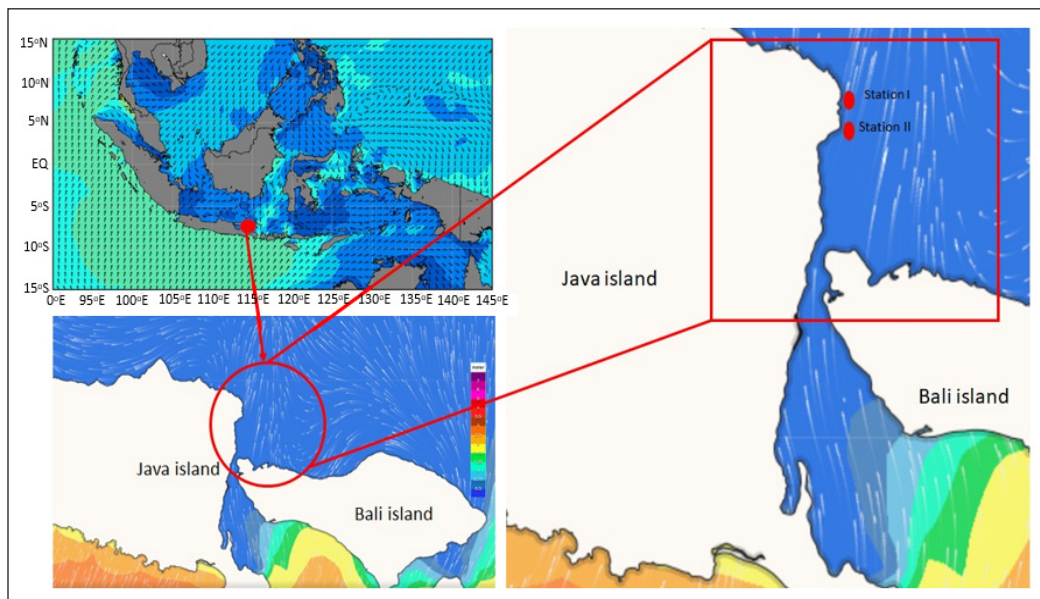 15°N
10°N
5°N
EQ
5°S
10°S
15°S
0°E 95°E 100°E 105°E 115°E 115°E 120°E 125°E 130°E 135°E 140°E 145°E
Java island
Bali island
Station I
Station II
Java island
Bali island